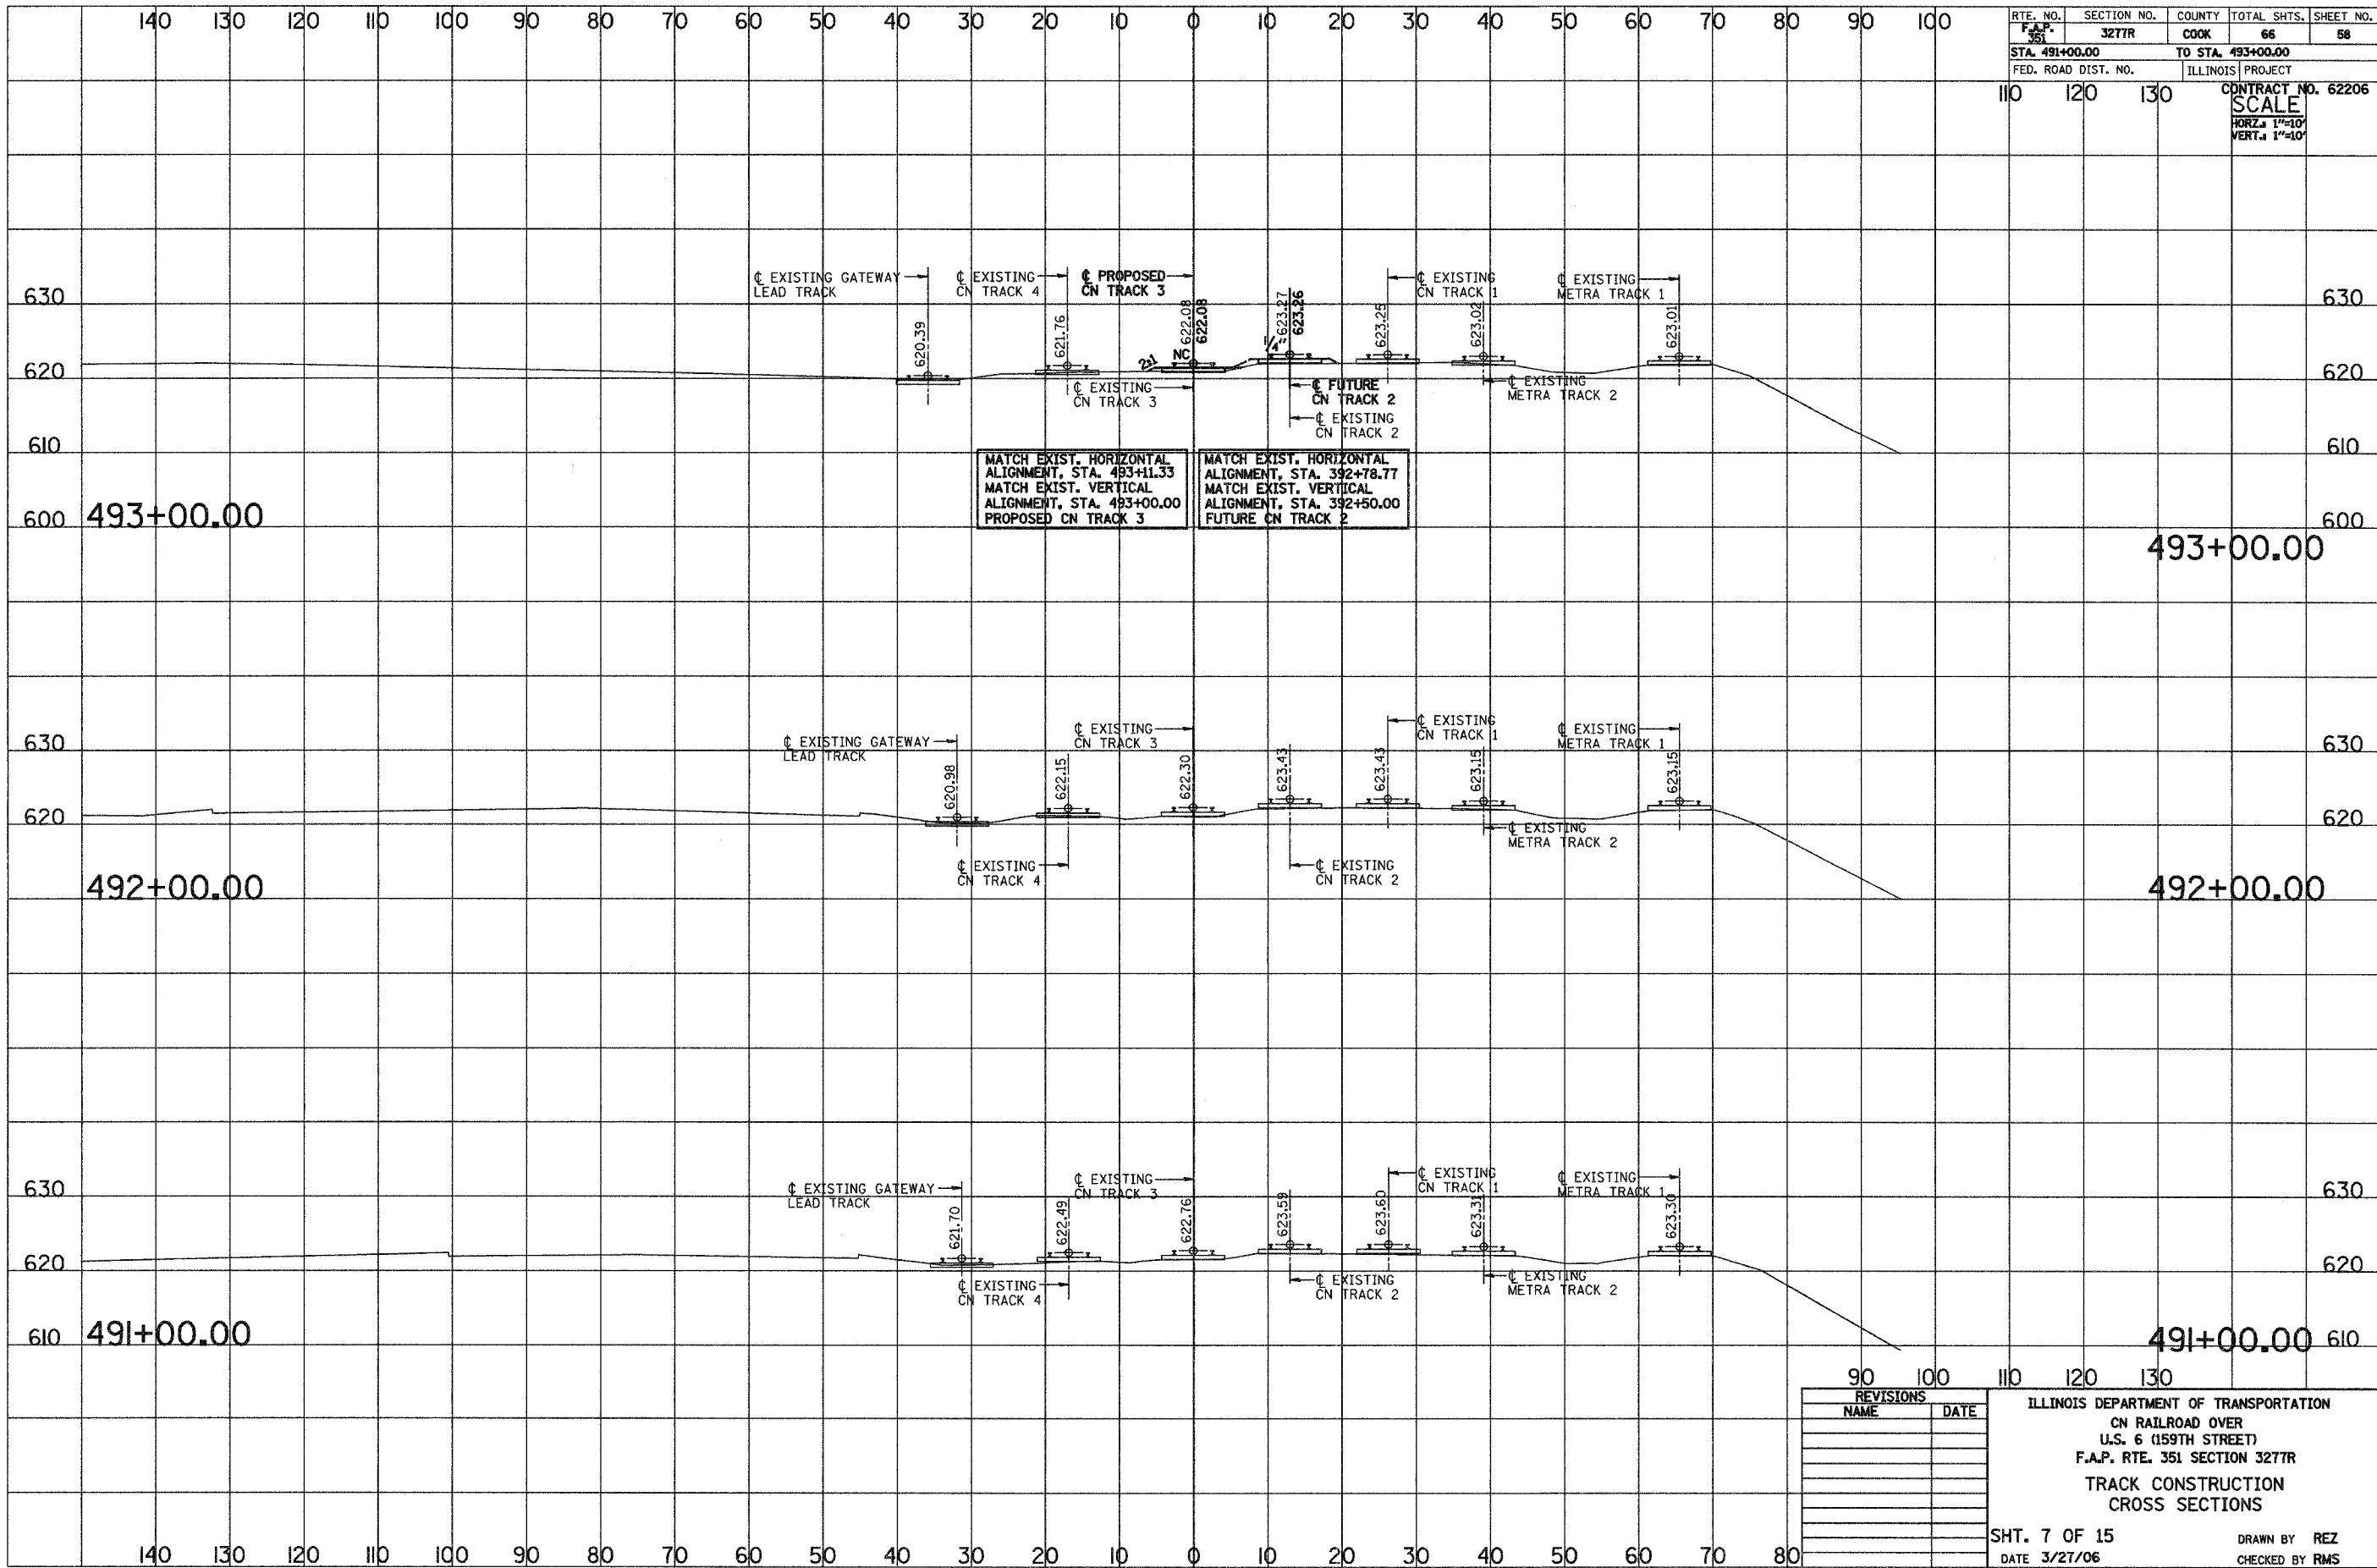 140 130 120 110 100 90 80 70 60 50 40 30 20 10 0 10 20 30 40 50 60 70 80 90 100
RTE. NO. SECTION NO. COUNTY TOTAL SHTS. SHEET NO.
F.A.P. 351 3277R COOK 66 58
STA. 491+00.00 TO STA. 493+00.00
FED. ROAD DIST. NO. ILLINOIS PROJECT
CONTRACT NO. 62206
110 120 130
SCALE
HORZ.: 1"=10'
VERT.: 1"=10'
℄ EXISTING GATEWAY
LEAD TRACK
℄ EXISTING
CN TRACK 4
℄ PROPOSED
CN TRACK 3
℄ EXISTING
CN TRACK 1
℄ EXISTING
METRA TRACK 1
630 630
620.39
621.76
622.08
622.08
623.27
623.26
623.25
623.02
623.01
2:1
NC
1/4"
620 620
℄ EXISTING
CN TRACK 3
℄ FUTURE
CN TRACK 2
℄ EXISTING
METRA TRACK 2
℄ EXISTING
CN TRACK 2
610 610
MATCH EXIST. HORIZONTAL
ALIGNMENT, STA. 493+11.33
MATCH EXIST. VERTICAL
ALIGNMENT, STA. 493+00.00
PROPOSED CN TRACK 3
MATCH EXIST. HORIZONTAL
ALIGNMENT, STA. 392+78.77
MATCH EXIST. VERTICAL
ALIGNMENT, STA. 392+50.00
FUTURE CN TRACK 2
600 493+00.00 600
493+00.00
℄ EXISTING GATEWAY
LEAD TRACK
℄ EXISTING
CN TRACK 3
℄ EXISTING
CN TRACK 1
℄ EXISTING
METRA TRACK 1
630 630
620.98
622.15
622.30
623.43
623.43
623.15
623.15
620 620
℄ EXISTING
METRA TRACK 2
℄ EXISTING
CN TRACK 4
℄ EXISTING
CN TRACK 2
492+00.00 492+00.00
℄ EXISTING GATEWAY
LEAD TRACK
℄ EXISTING
CN TRACK 3
℄ EXISTING
CN TRACK 1
℄ EXISTING
METRA TRACK 1
630 630
621.70
622.49
622.76
623.59
623.60
623.31
623.30
620 620
℄ EXISTING
CN TRACK 4
℄ EXISTING
CN TRACK 2
℄ EXISTING
METRA TRACK 2
610 491+00.00 491+00.00 610
90 100 110 120 130
REVISIONS
NAME DATE
ILLINOIS DEPARTMENT OF TRANSPORTATION
CN RAILROAD OVER
U.S. 6 (159TH STREET)
F.A.P. RTE. 351 SECTION 3277R
TRACK CONSTRUCTION
CROSS SECTIONS
SHT. 7 OF 15 DRAWN BY REZ
DATE 3/27/06 CHECKED BY RMS
140 130 120 110 100 90 80 70 60 50 40 30 20 10 0 10 20 30 40 50 60 70 80